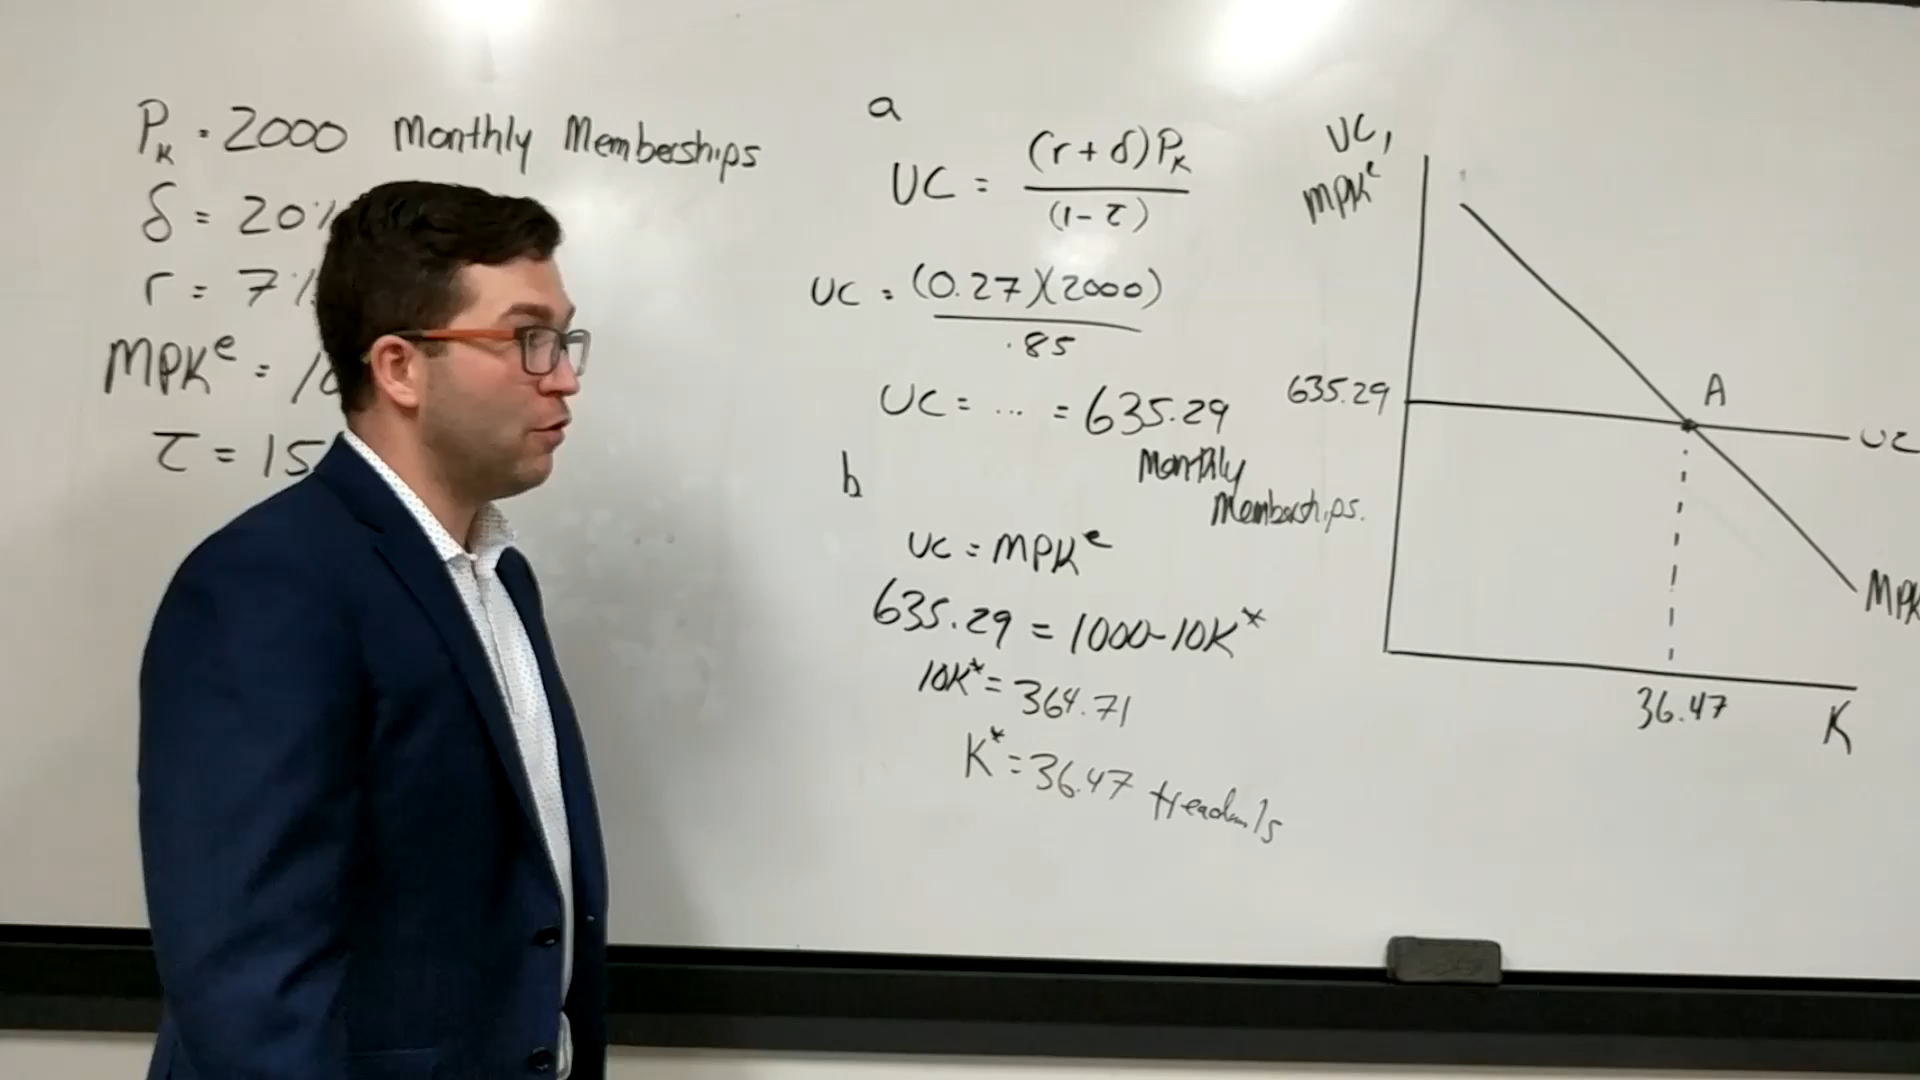 Pₖ = 2000 Monthly Memberships
δ = 20%
r = 7%
MPKᵉ = 10
τ = 15
a
UC = (r + δ)Pₖ
(1 - τ)
UC = (0.27)(2000)
.85
UC = ... = 635.29
Monthly
Memberships.
b
UC = MPKᵉ
635.29 = 1000-10K*
10K* = 364.71
K* = 36.47 treadmils
UC,
MPKᵉ
635.29
A
UC
MPK
36.47
K